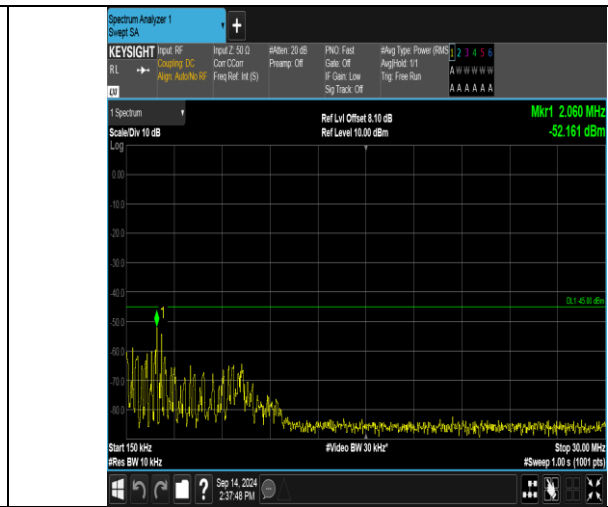 Spectrum Analyzer 1
Swept SA
+
KEYSIGHT Input: RF Input Z: 50 Ω #Atten: 20 dB PNO: Fast #Avg Type: Power (RMS 1 2 3 4 5 6
RL Coupling: DC Corr CCorr Preamp: Off Gate: Off Avg|Hold: 1/1 A W W W W W
Align: Auto/No RF Freq Ref: Int (S) IF Gain: Low Trig: Free Run
LXI Sig Track: Off A A A A A A
1 Spectrum Ref Lvl Offset 8.10 dB Mkr1 2.060 MHz
Scale/Div 10 dB Ref Level 10.00 dBm -52.161 dBm
Log
0.00
-10.0
-20.0
-30.0
-40.0
DL1 -45.00 dBm
1
-50.0
-60.0
-70.0
-80.0
Start 150 kHz #Video BW 30 kHz* Stop 30.00 MHz
#Res BW 10 kHz #Sweep 1.00 s (1001 pts)
? Sep 14, 2024
2:37:48 PM